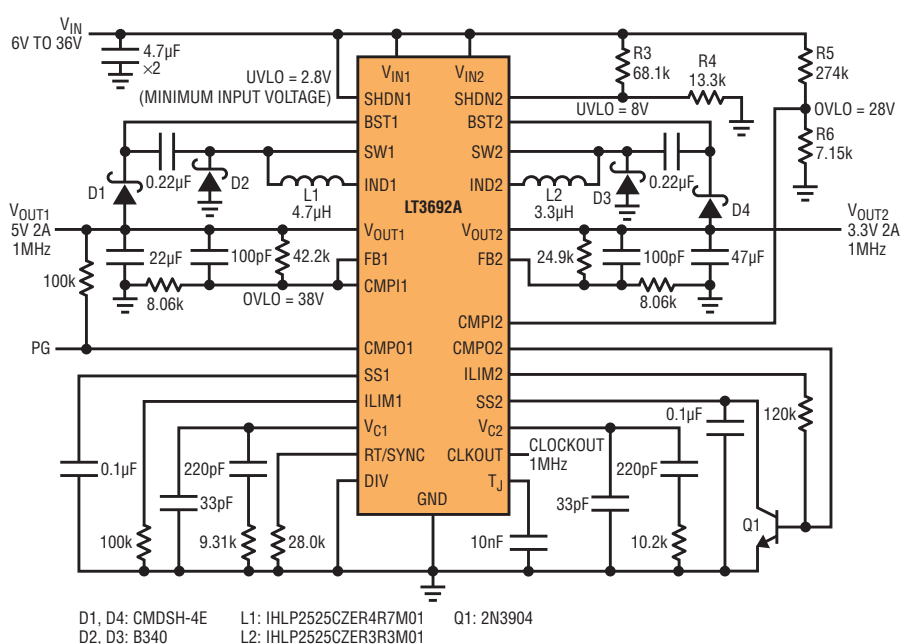 VIN
6V TO 36V
4.7µF
×2
UVLO = 2.8V
(MINIMUM INPUT VOLTAGE)
VIN1
VIN2
R3
68.1k
R4
13.3k
R5
274k
SHDN1
SHDN2
UVLO = 8V
OVLO = 28V
BST1
BST2
R6
7.15k
SW1
SW2
D1
0.22µF
D2
D3
0.22µF
D4
IND1
IND2
L1
4.7µH
LT3692A
L2
3.3µH
VOUT1
5V 2A
1MHz
VOUT1
VOUT2
VOUT2
3.3V 2A
1MHz
100k
22µF
100pF
42.2k
FB1
FB2
24.9k
100pF
47µF
8.06k
OVLO = 38V
CMPI1
8.06k
CMPI2
PG
CMPO1
CMPO2
SS1
ILIM2
ILIM1
SS2
0.1µF
120k
VC1
VC2
0.1µF
220pF
RT/SYNC
CLKOUT
CLOCKOUT
1MHz
220pF
33pF
DIV
TJ
33pF
GND
Q1
100k
9.31k
28.0k
10nF
10.2k
D1, D4: CMDSH-4E
L1: IHLP2525CZER4R7M01
Q1: 2N3904
D2, D3: B340
L2: IHLP2525CZER3R3M01